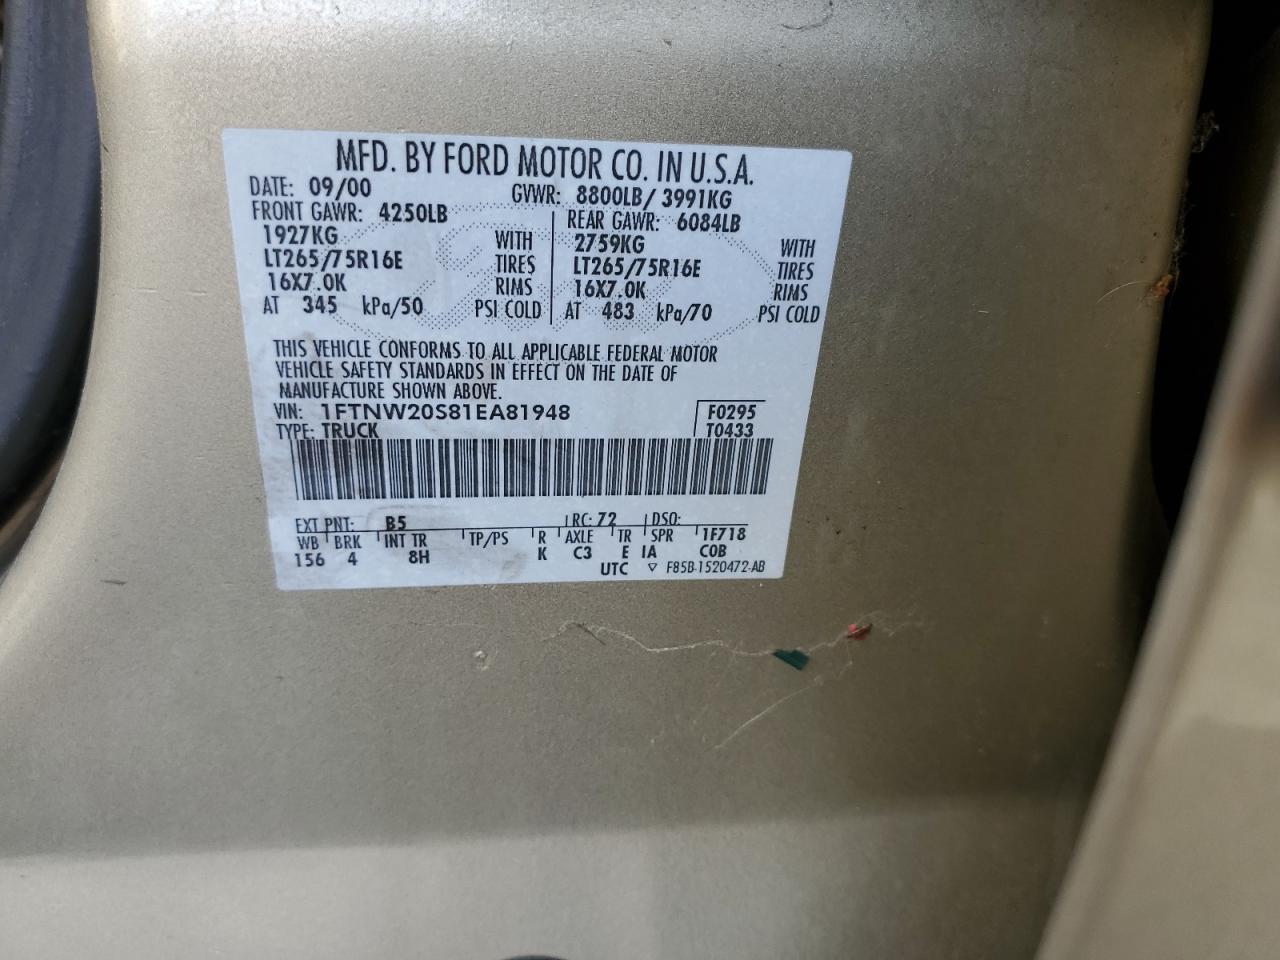 MFD. BY FORD MOTOR CO. IN U.S.A.
DATE: 09/00 GVWR: 8800LB/ 3991KG
FRONT GAWR: 4250LB REAR GAWR: 6084LB
1927KG WITH 2759KG WITH
LT265/75R16E TIRES LT265/75R16E TIRES
16X7.0K RIMS 16X7.0K RIMS
AT 345 kPa/50 PSI COLD AT 483 kPa/70 PSI COLD
THIS VEHICLE CONFORMS TO ALL APPLICABLE FEDERAL MOTOR
VEHICLE SAFETY STANDARDS IN EFFECT ON THE DATE OF
MANUFACTURE SHOWN ABOVE.
VIN: 1FTNW20S81EA81948 F0295
TYPE: TRUCK T0433
EXT PNT: B5 RC: 72 DSO:
WB BRK INT TR TP/PS R AXLE TR SPR 1F718
156 4 8H K C3 E IA C0B
UTC ▽ F85B-1520472-AB